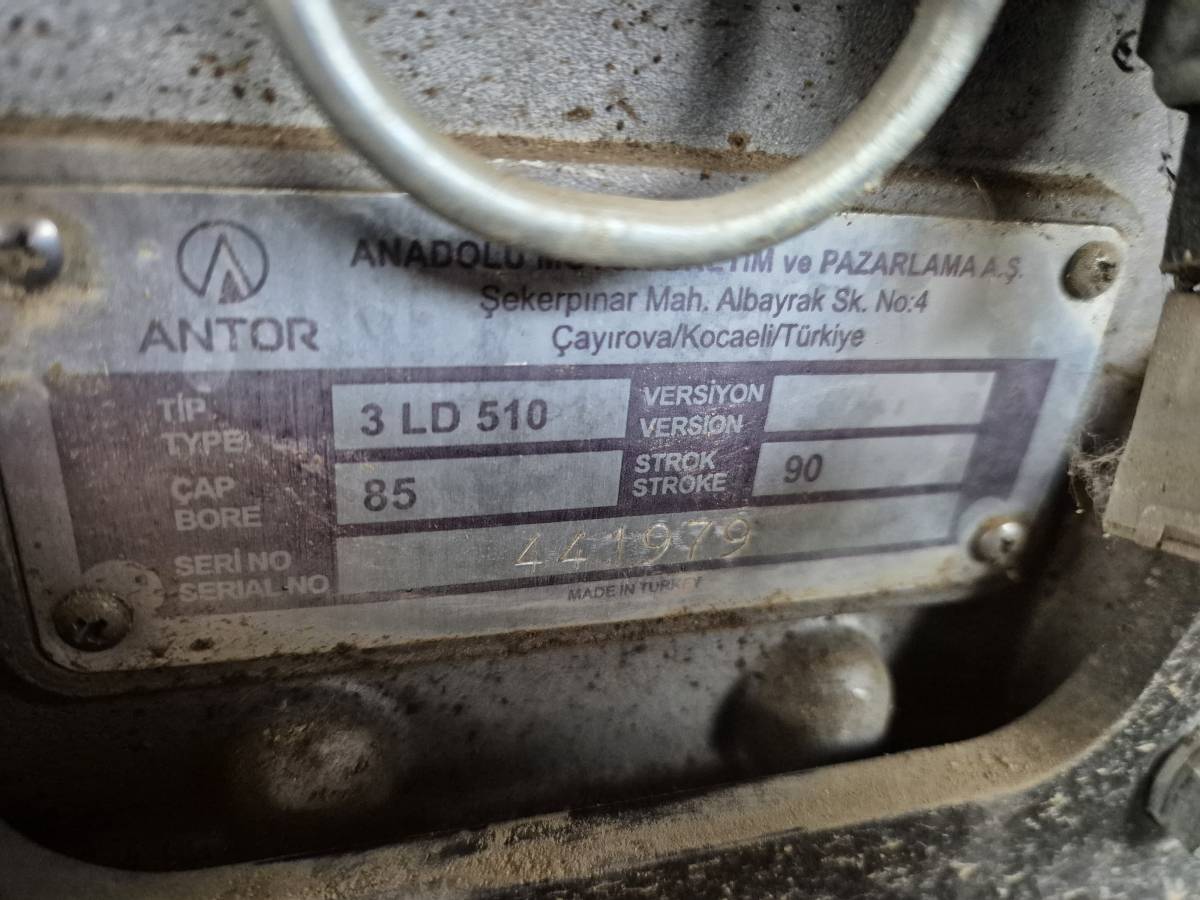 ANADOLU ve PAZARLAMA A.Ş.
Şekerpınar Mah. Albayrak Sk. No:4
Çayırova/Kocaeli/Türkiye
ANTOR
TİP
TYPE
3 LD 510
VERSİYON
VERSION
ÇAP
BORE
85
STROK
STROKE
90
SERİ NO
SERIAL NO
441979
MADE IN TURKEY